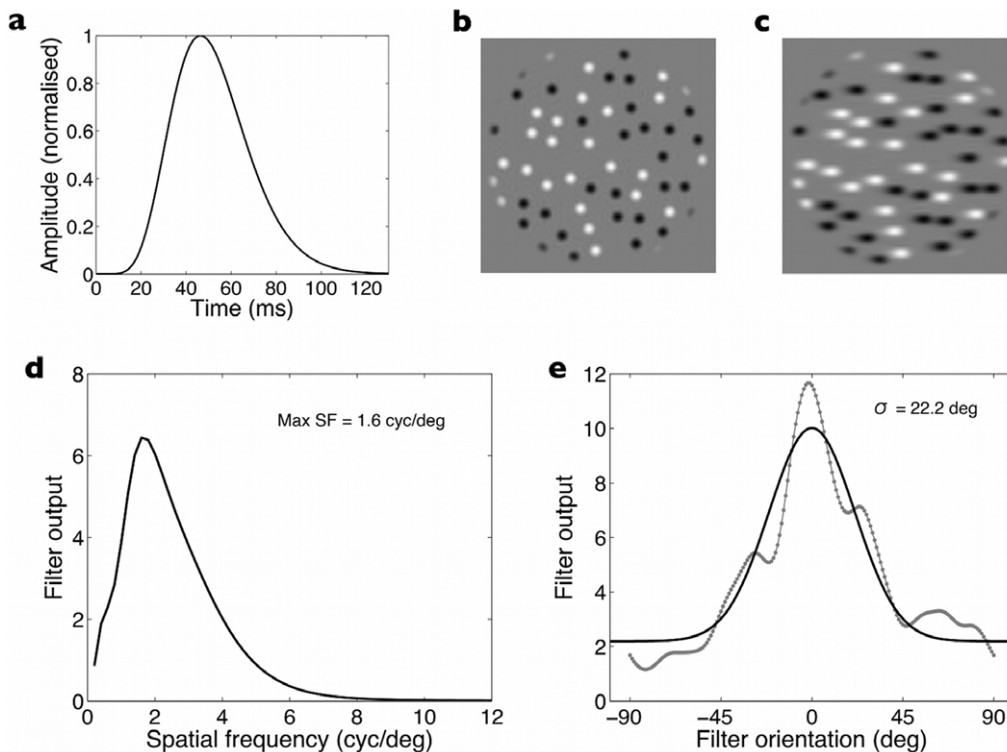 a
b
c
Amplitude (normalised)
1
0.8
0.6
0.4
0.2
0
0 20 40 60 80 100 120
Time (ms)
d
Filter output
8
6
4
2
0
Max SF = 1.6 cyc/deg
0 2 4 6 8 10 12
Spatial frequency (cyc/deg)
e
Filter output
12
10
8
6
4
2
0
σ = 22.2 deg
−90 −45 0 45 90
Filter orientation (deg)